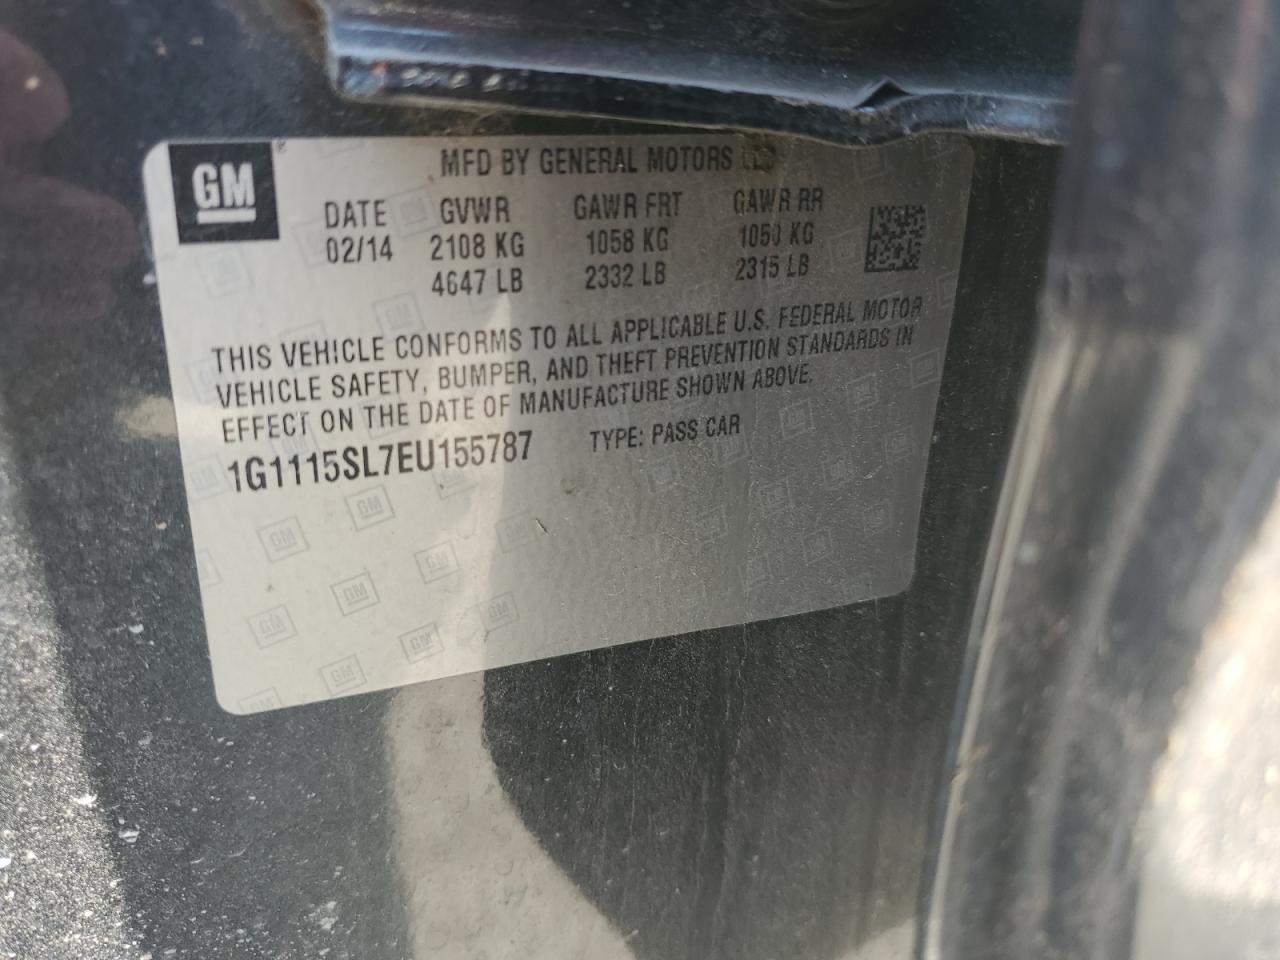 GM®
MFD BY GENERAL MOTORS LLC
DATE GVWR GAWR FRT GAWR RR
02/14 2108 KG 1058 KG 1050 KG
4647 LB 2332 LB 2315 LB
THIS VEHICLE CONFORMS TO ALL APPLICABLE U.S. FEDERAL MOTOR
VEHICLE SAFETY, BUMPER, AND THEFT PREVENTION STANDARDS IN
EFFECT ON THE DATE OF MANUFACTURE SHOWN ABOVE.
1G1115SL7EU155787 TYPE: PASS CAR